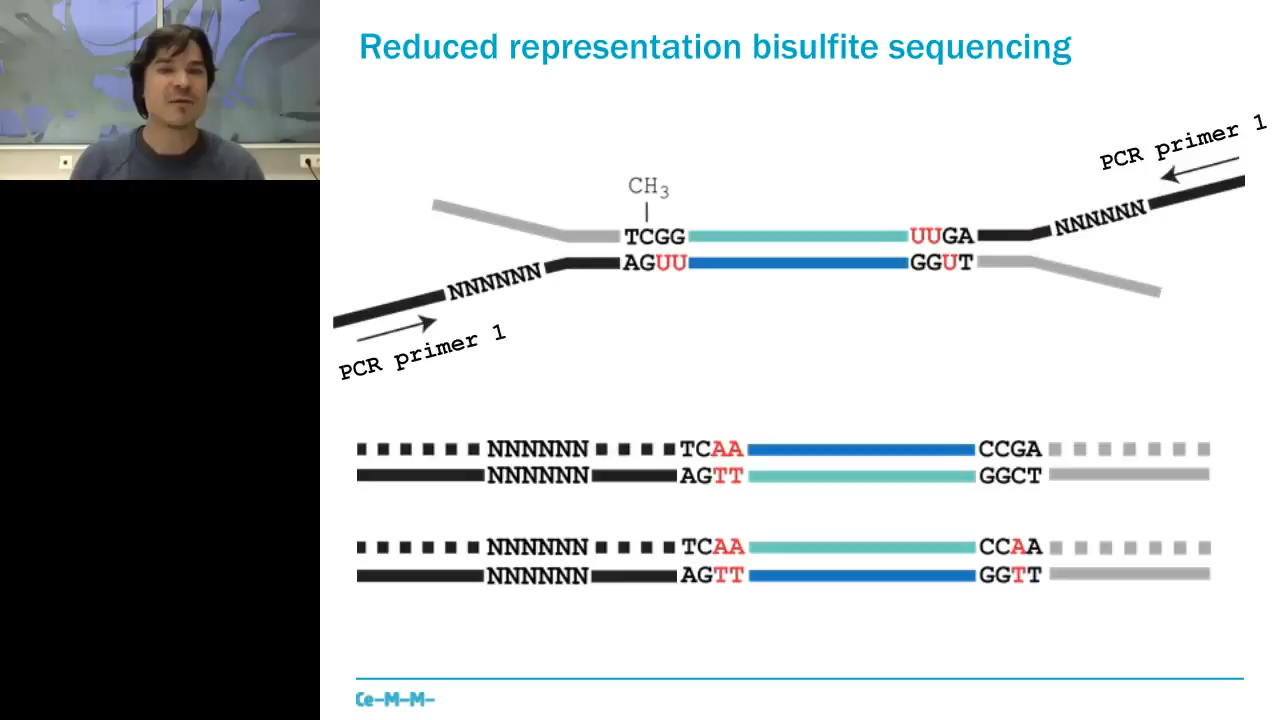 Reduced representation bisulfite sequencing
PCR primer 1
CH3
TCGG UUGA NNNNNN
NNNNNN AGUU GGUT
PCR primer 1
NNNNNN TCAA CCGA
NNNNNN AGTT GGCT
NNNNNN TCAA CCAA
NNNNNN AGTT GGTT
Ce–M–M–